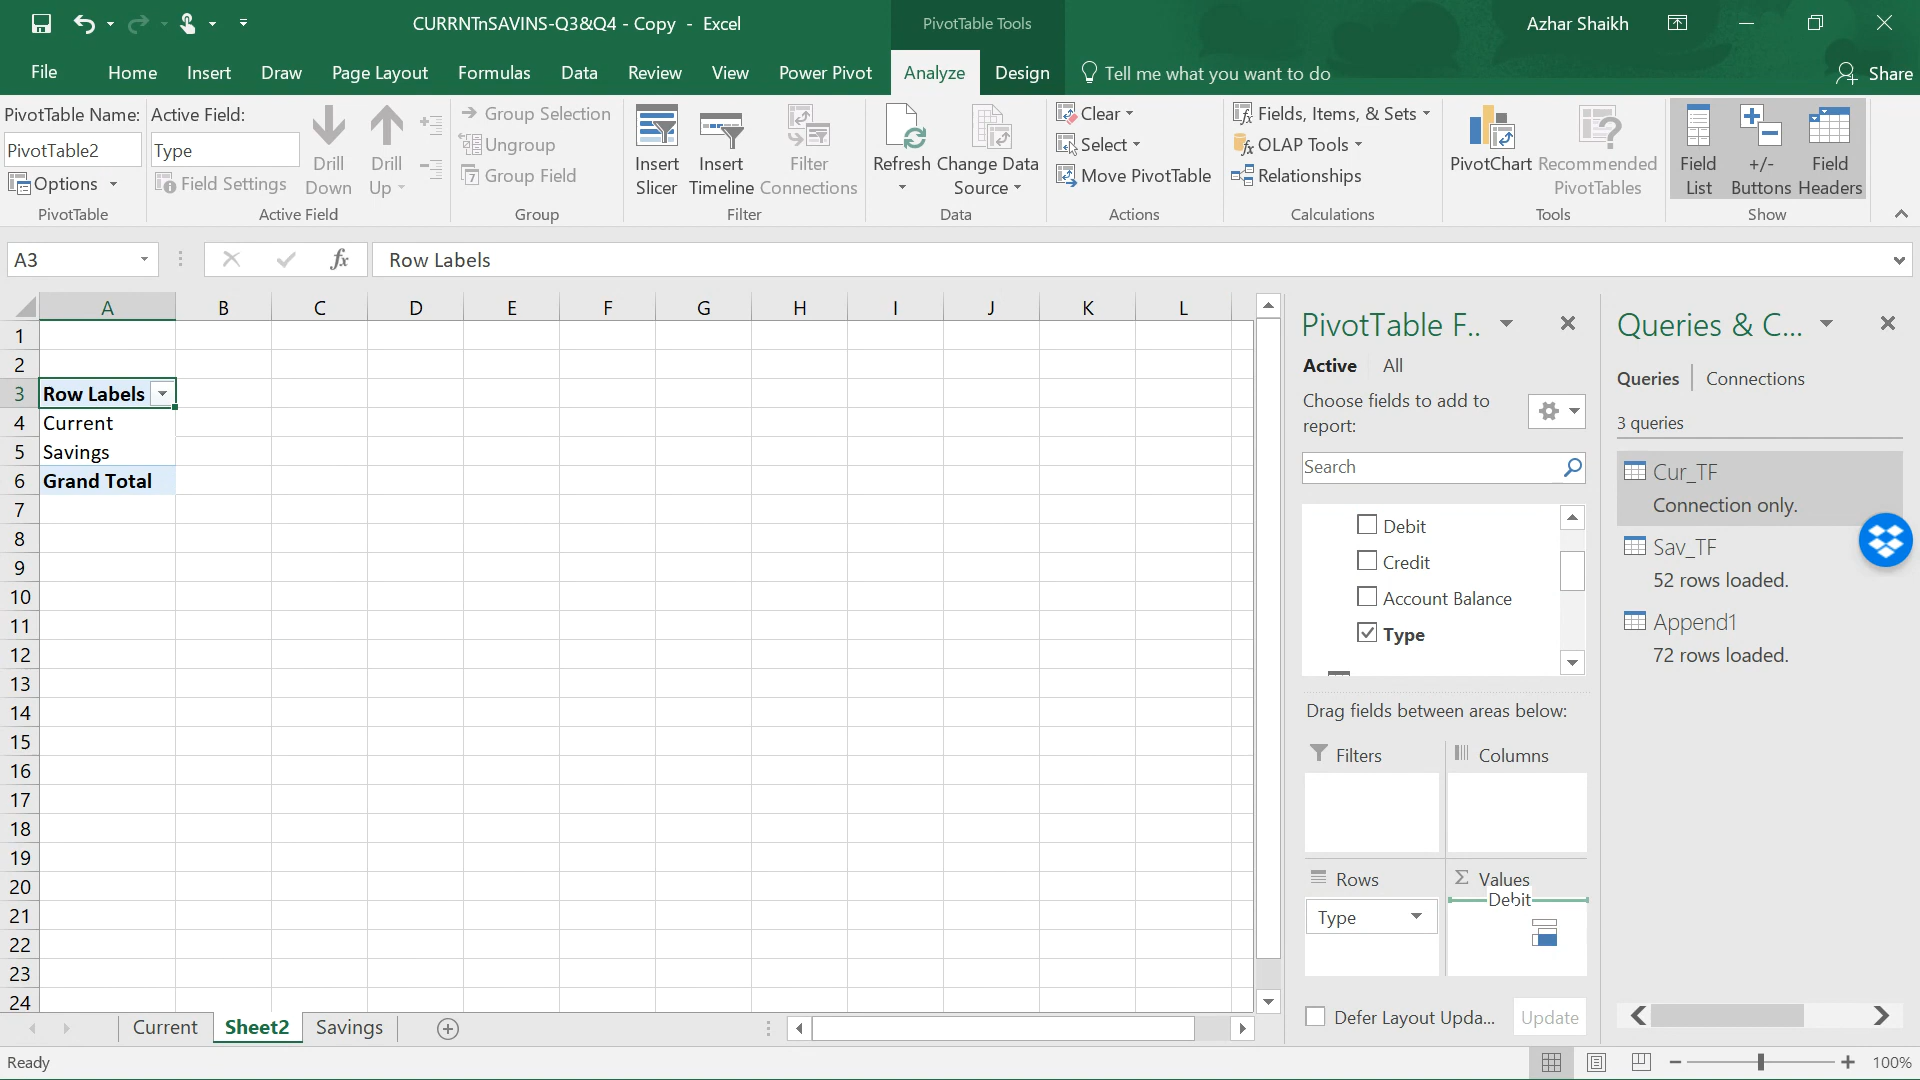 CURRNTnSAVINS-Q3&Q4 - Copy - Excel
PivotTable Tools
Azhar Shaikh
File
Home
Insert
Draw
Page Layout
Formulas
Data
Review
View
Power Pivot
Analyze
Design
Tell me what you want to do
Share
PivotTable Name:
PivotTable2
Options
PivotTable
Active Field:
Type
Field Settings
Drill
Down
Drill
Up
Active Field
Group Selection
Ungroup
Group Field
Group
Insert
Slicer
Insert
Timeline
Filter
Connections
Filter
Refresh
Change Data
Source
Data
Clear
Select
Move PivotTable
Actions
Fields, Items, & Sets
OLAP Tools
Relationships
Calculations
PivotChart
Recommended
PivotTables
Tools
Field
List
+/-
Buttons
Field
Headers
Show
A3
fx
Row Labels
A B C D E F G H I J K L
1
2
3 Row Labels
4 Current
5 Savings
6 Grand Total
7
8
9
10
11
12
13
14
15
16
17
18
19
20
21
22
23
24
PivotTable F..
Active
All
Choose fields to add to
report:
Search
Debit
Credit
Account Balance
Type
Drag fields between areas below:
Filters
Columns
Rows
Σ Values
Debit
Type
Defer Layout Upda...
Update
Queries & C...
Queries
Connections
3 queries
Cur_TF
Connection only.
Sav_TF
52 rows loaded.
Append1
72 rows loaded.
Current
Sheet2
Savings
Ready
100%